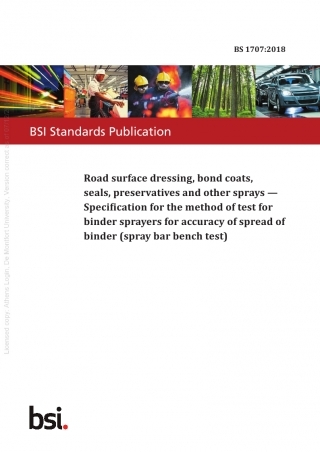 BS 1707:2018
BSI Standards Publication
Road surface dressing, bond coats,
seals, preservatives and other sprays —
Specification for the method of test for
binder sprayers for accuracy of spread of
binder (spray bar bench test)
Licensed copy: Athens Login, De Montfort University, Version correct as of
bsi.